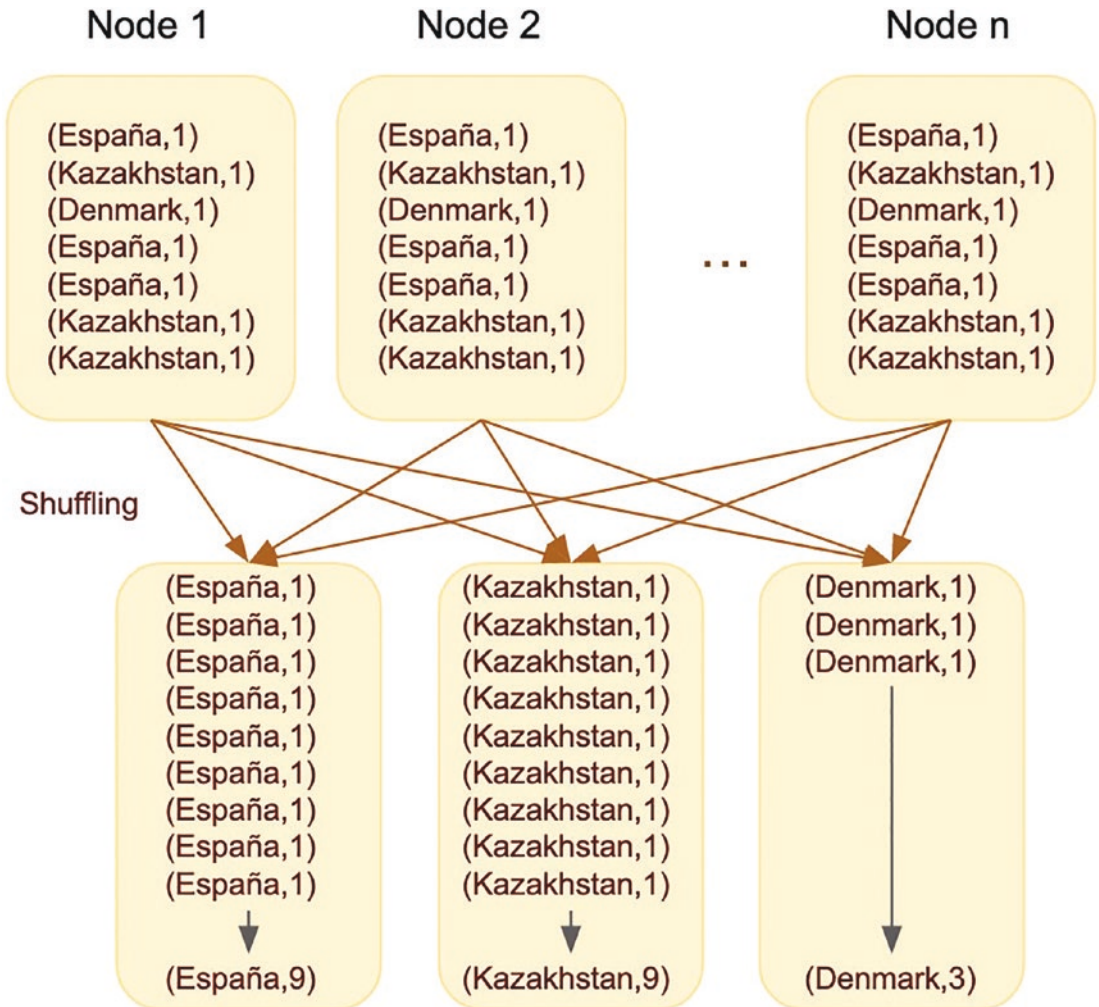 Node 1
Node 2
Node n
(España,1)
(Kazakhstan,1)
(Denmark,1)
(España,1)
(España,1)
(Kazakhstan,1)
(Kazakhstan,1)
(España,1)
(Kazakhstan,1)
(Denmark,1)
(España,1)
(España,1)
(Kazakhstan,1)
(Kazakhstan,1)
...
(España,1)
(Kazakhstan,1)
(Denmark,1)
(España,1)
(España,1)
(Kazakhstan,1)
(Kazakhstan,1)
Shuffling
(España,1)
(España,1)
(España,1)
(España,1)
(España,1)
(España,1)
(España,1)
(España,1)
(España,1)
(España,9)
(Kazakhstan,1)
(Kazakhstan,1)
(Kazakhstan,1)
(Kazakhstan,1)
(Kazakhstan,1)
(Kazakhstan,1)
(Kazakhstan,1)
(Kazakhstan,1)
(Kazakhstan,1)
(Kazakhstan,9)
(Denmark,1)
(Denmark,1)
(Denmark,1)
(Denmark,3)